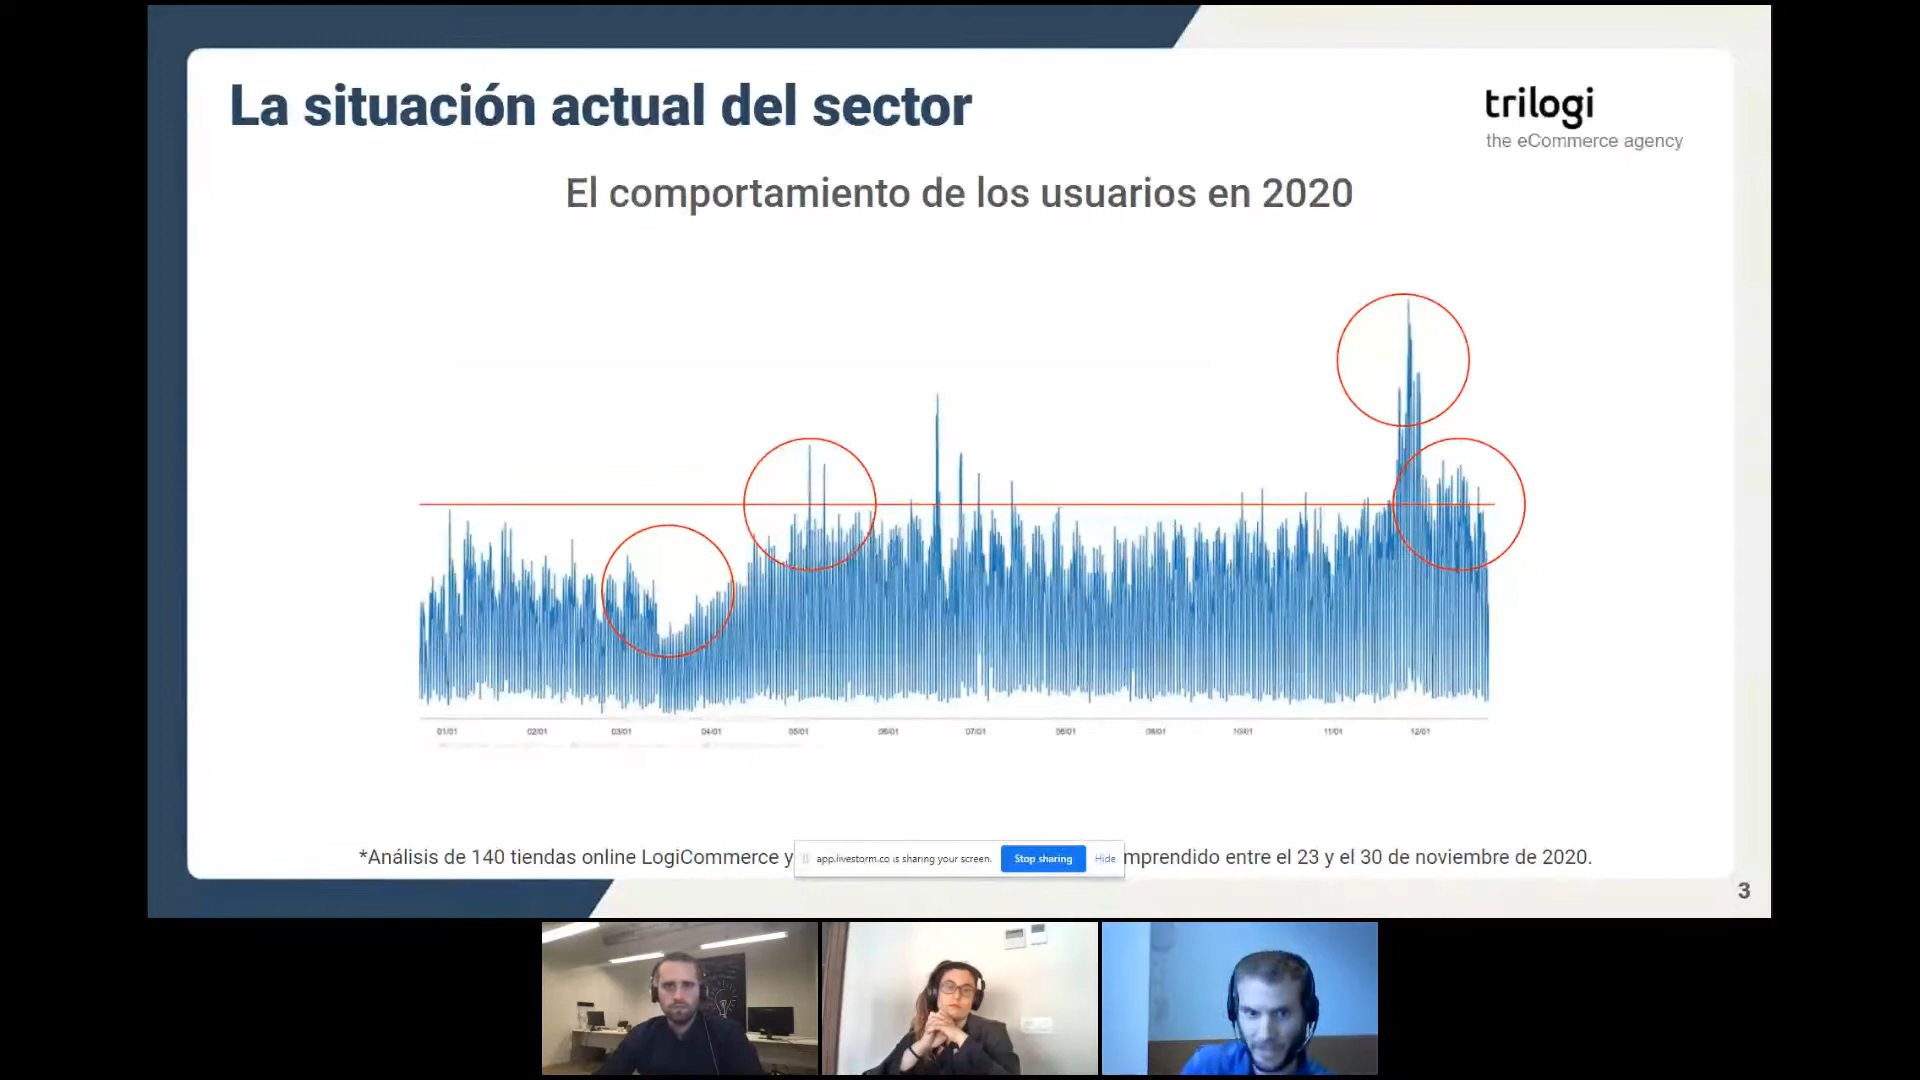 La situación actual del sector
trilogi
the eCommerce agency
El comportamiento de los usuarios en 2020
01/01 02/01 03/01 04/01 05/01 06/01 07/01 08/01 09/01 10/01 11/01 12/01
*Análisis de 140 tiendas online LogiCommerce y mprendido entre el 23 y el 30 de noviembre de 2020.
app.livestorm.co is sharing your screen. Stop sharing Hide
3